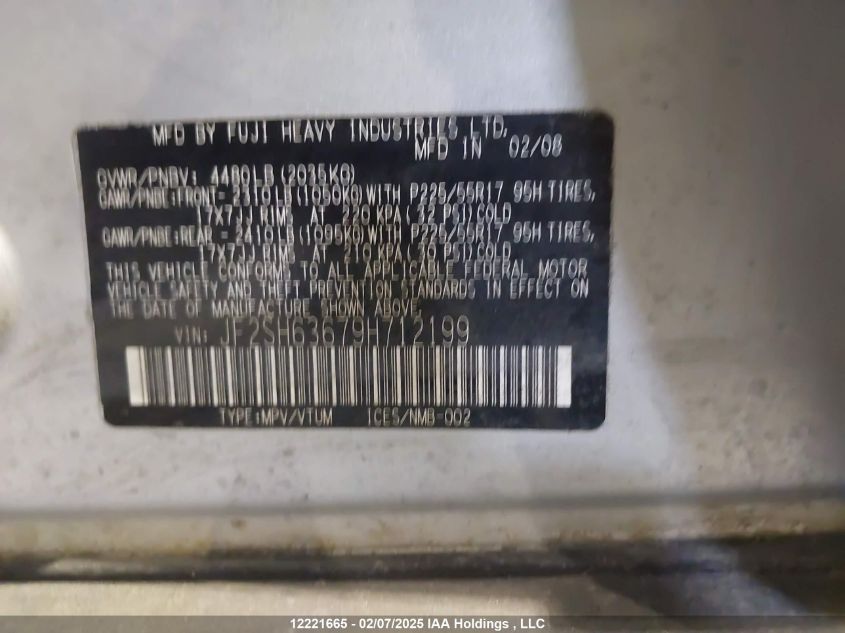 MFD BY FUJI HEAVY INDUSTRIES LTD.
MFD IN 02/08
GVWR/PNBV: 4480LB (2035KG)
GAWR/PNBE:FRONT= 2310LB(1050KG)WITH P225/55R17 95H TIRES,
17X7JJ RIMS AT 220 KPA(32 PSI)COLD
GAWR/PNBE:REAR = 2410LB(1095KG)WITH P225/55R17 95H TIRES,
17X7JJ RIMS AT 210 KPA(30 PSI)COLD
THIS VEHICLE CONFORMS TO ALL APPLICABLE FEDERAL MOTOR
VEHICLE SAFETY AND THEFT PREVENTION STANDARDS IN EFFECT ON
THE DATE OF MANUFACTURE SHOWN ABOVE.
VIN: JF2SH63679H712199
TYPE:MPV/VTUM ICES/NMB-002
12221665 - 02/07/2025 IAA Holdings , LLC